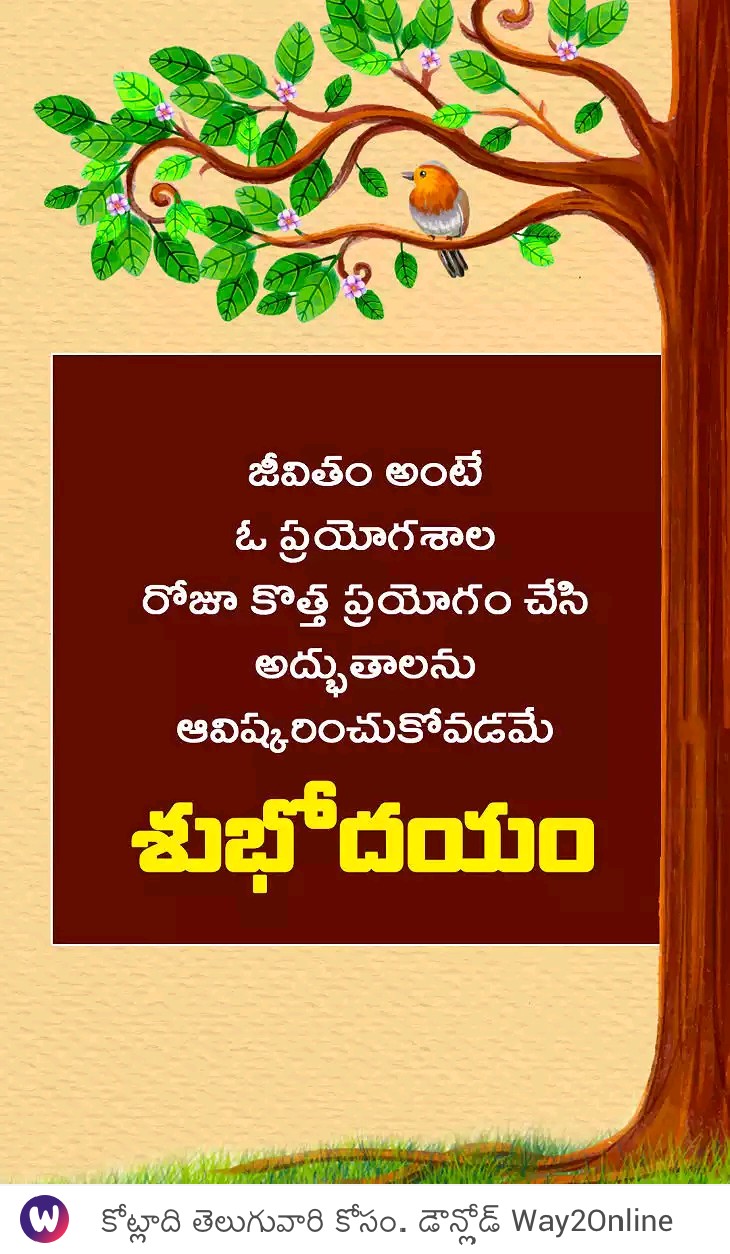 జీవితం అంటే
ఓ ప్రయోగశాల
రోజూ కొత్త ప్రయోగం చేసి
అద్భుతాలను
ఆవిష్కరించుకోవడమే
శుభోదయం
W కోట్లాది తెలుగువారి కోసం. డౌన్లోడ్ Way2Online